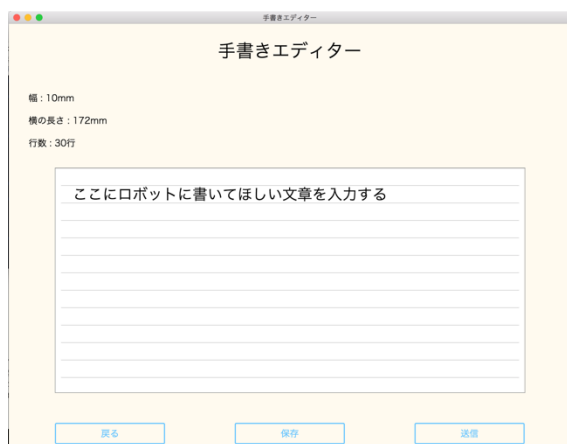 手書きエディター
手書きエディター
幅 : 10mm
横の長さ : 172mm
行数 : 30行
ここにロボットに書いてほしい文章を入力する
戻る
保存
送信